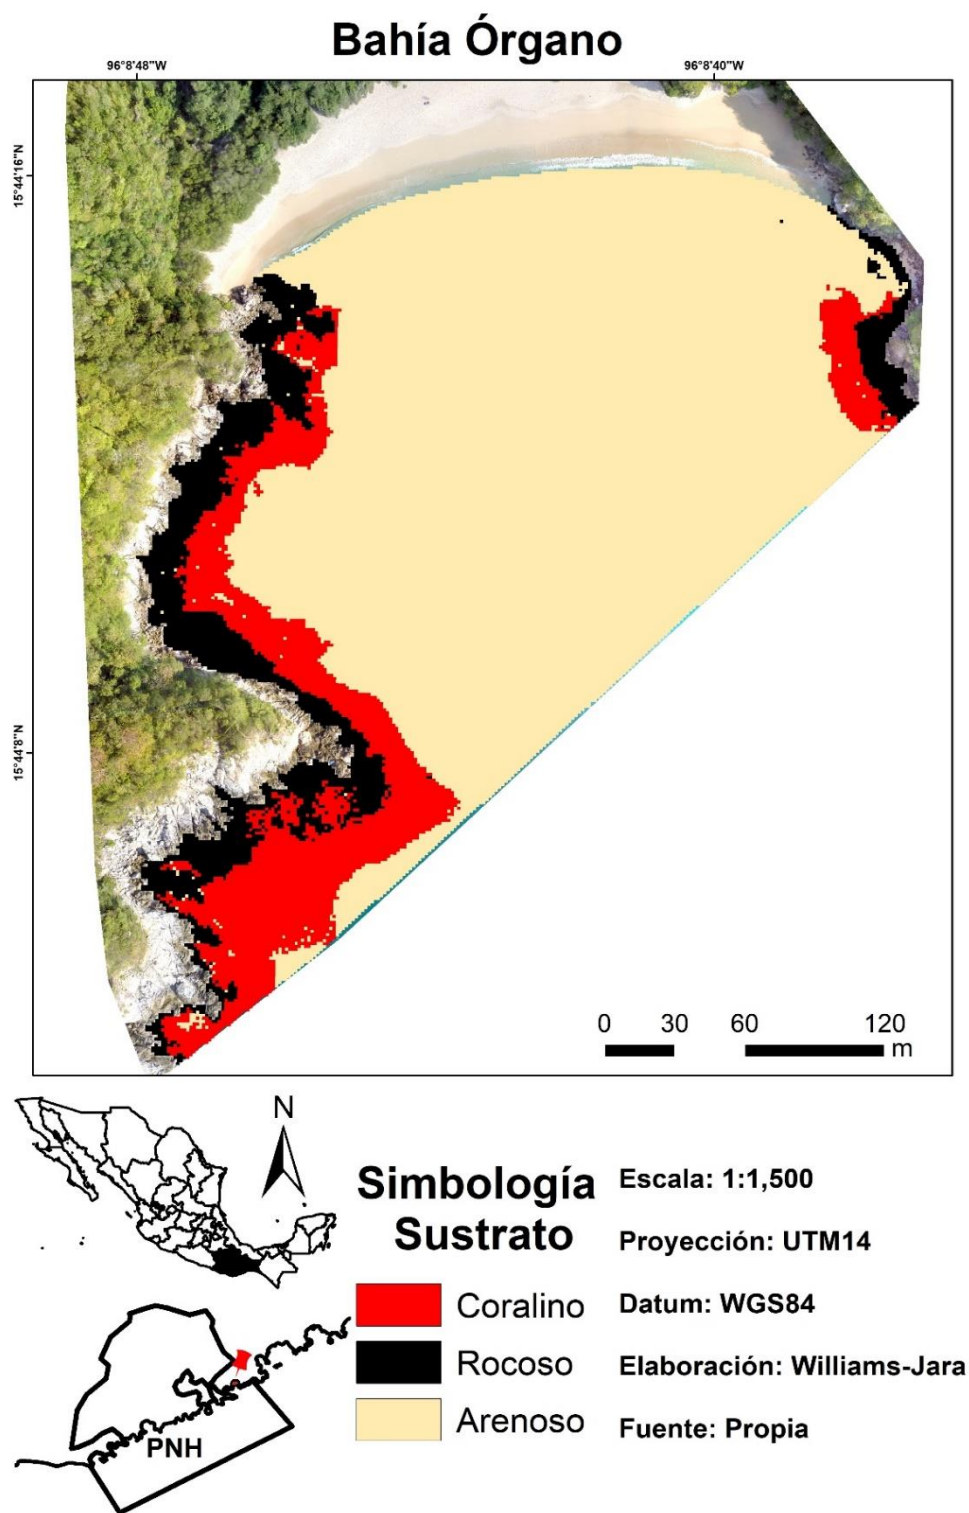 Bahía Órgano
96°8'48"W
96°8'40"W
15°44'16"N
15°44'8"N
0 30 60 120
m
N
PNH
Simbología
Sustrato
Coralino
Rocoso
Arenoso
Escala: 1:1,500
Proyección: UTM14
Datum: WGS84
Elaboración: Williams-Jara
Fuente: Propia